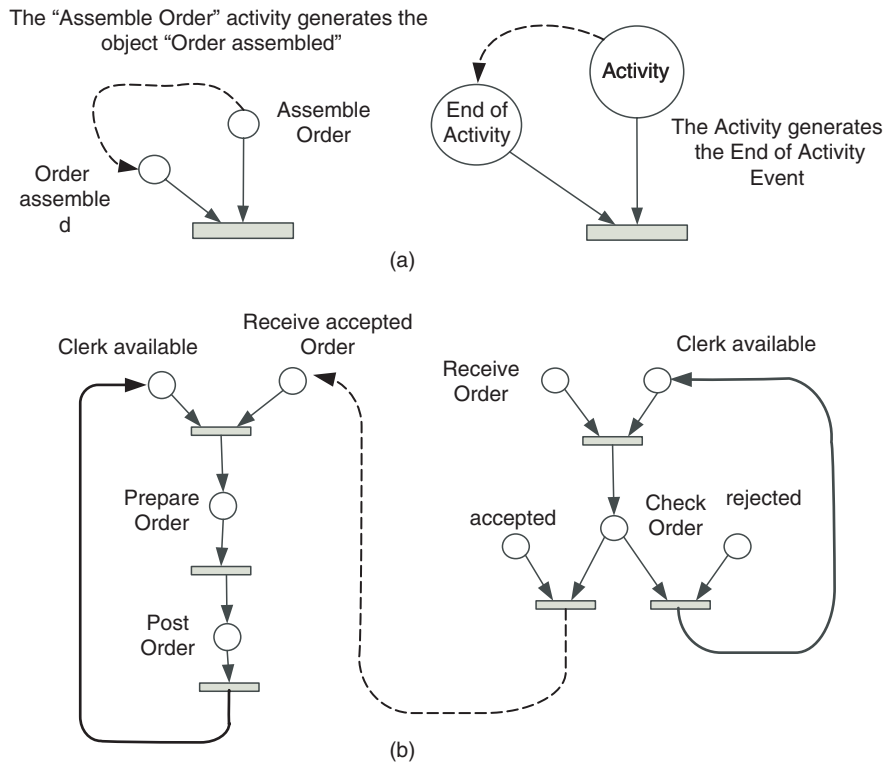 The “Assemble Order” activity generates the
object “Order assembled”
Assemble
Order
Order
assemble
d
Activity
End of
Activity
The Activity generates
the End of Activity
Event
(a)
Clerk available
Receive accepted
Order
Prepare
Order
Post
Order
Receive
Order
Clerk available
accepted
Check
Order
rejected
(b)